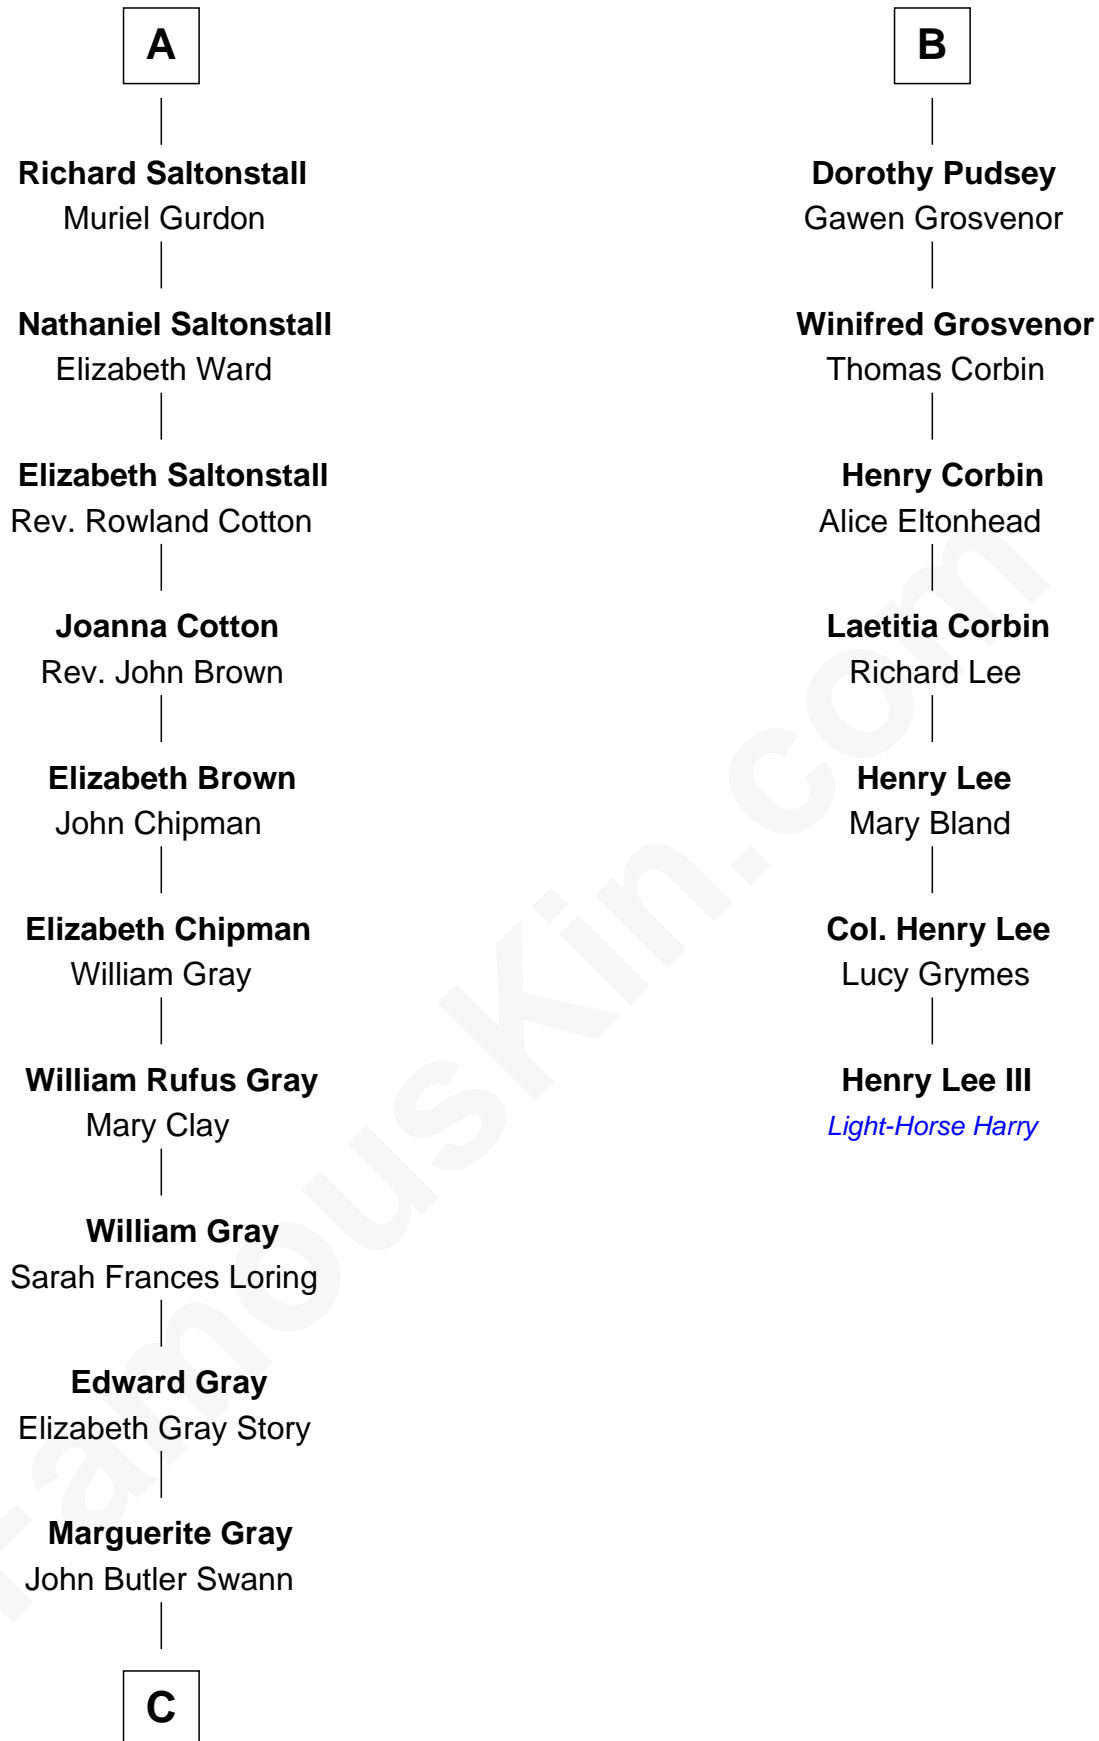 A
Richard Saltonstall
Muriel Gurdon
Nathaniel Saltonstall
Elizabeth Ward
Elizabeth Saltonstall
Rev. Rowland Cotton
Joanna Cotton
Rev. John Brown
Elizabeth Brown
John Chipman
Elizabeth Chipman
William Gray
William Rufus Gray
Mary Clay
William Gray
Sarah Frances Loring
Edward Gray
Elizabeth Gray Story
Marguerite Gray
John Butler Swann
C
B
Dorothy Pudsey
Gawen Grosvenor
Winifred Grosvenor
Thomas Corbin
Henry Corbin
Alice Eltonhead
Laetitia Corbin
Richard Lee
Henry Lee
Mary Bland
Col. Henry Lee
Lucy Grymes
Henry Lee III
Light-Horse Harry
FamousKin.com